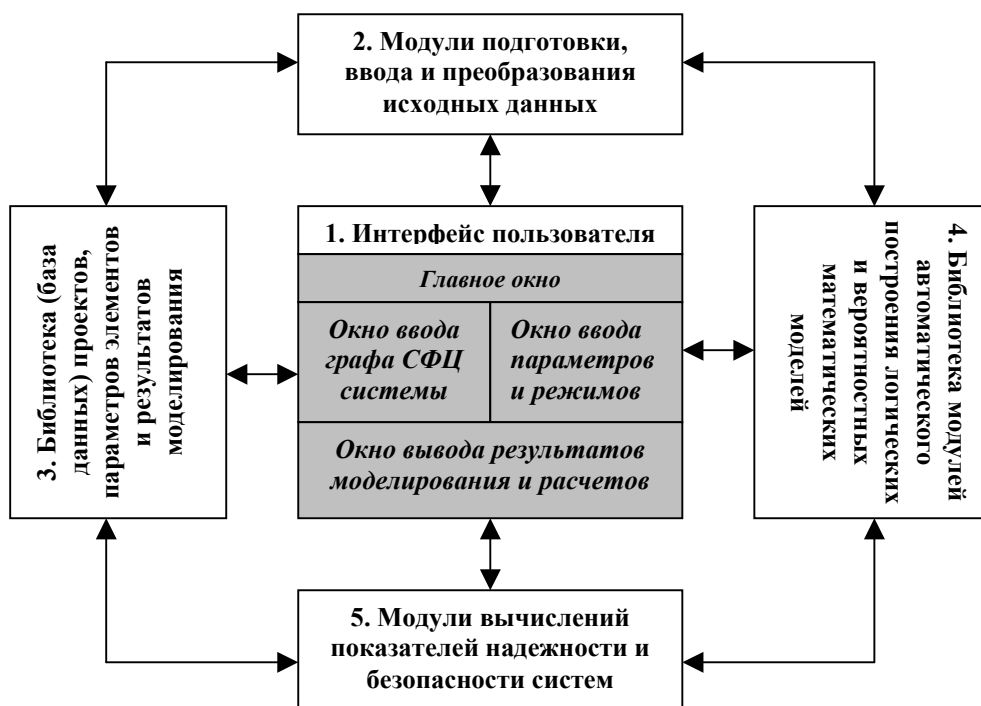 2. Модули подготовки,
ввода и преобразования
исходных данных
3. Библиотека (база
данных) проектов,
параметров элементов
и результатов
моделирования
1. Интерфейс пользователя
Главное окно
Окно ввода
графа СФЦ
системы
Окно ввода
параметров
и режимов
Окно вывода результатов
моделирования и расчетов
4. Библиотека модулей
автоматического
построения логических
и вероятностных
математических
моделей
5. Модули вычислений
показателей надежности и
безопасности систем